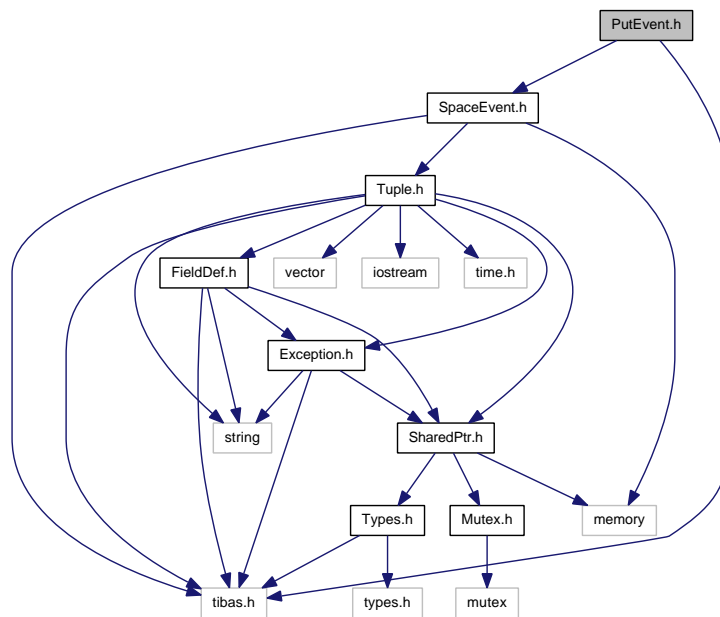 PutEvent.h
SpaceEvent.h
Tuple.h
FieldDef.h
vector
iostream
time.h
Exception.h
string
SharedPtr.h
Types.h
Mutex.h
memory
tibas.h
types.h
mutex